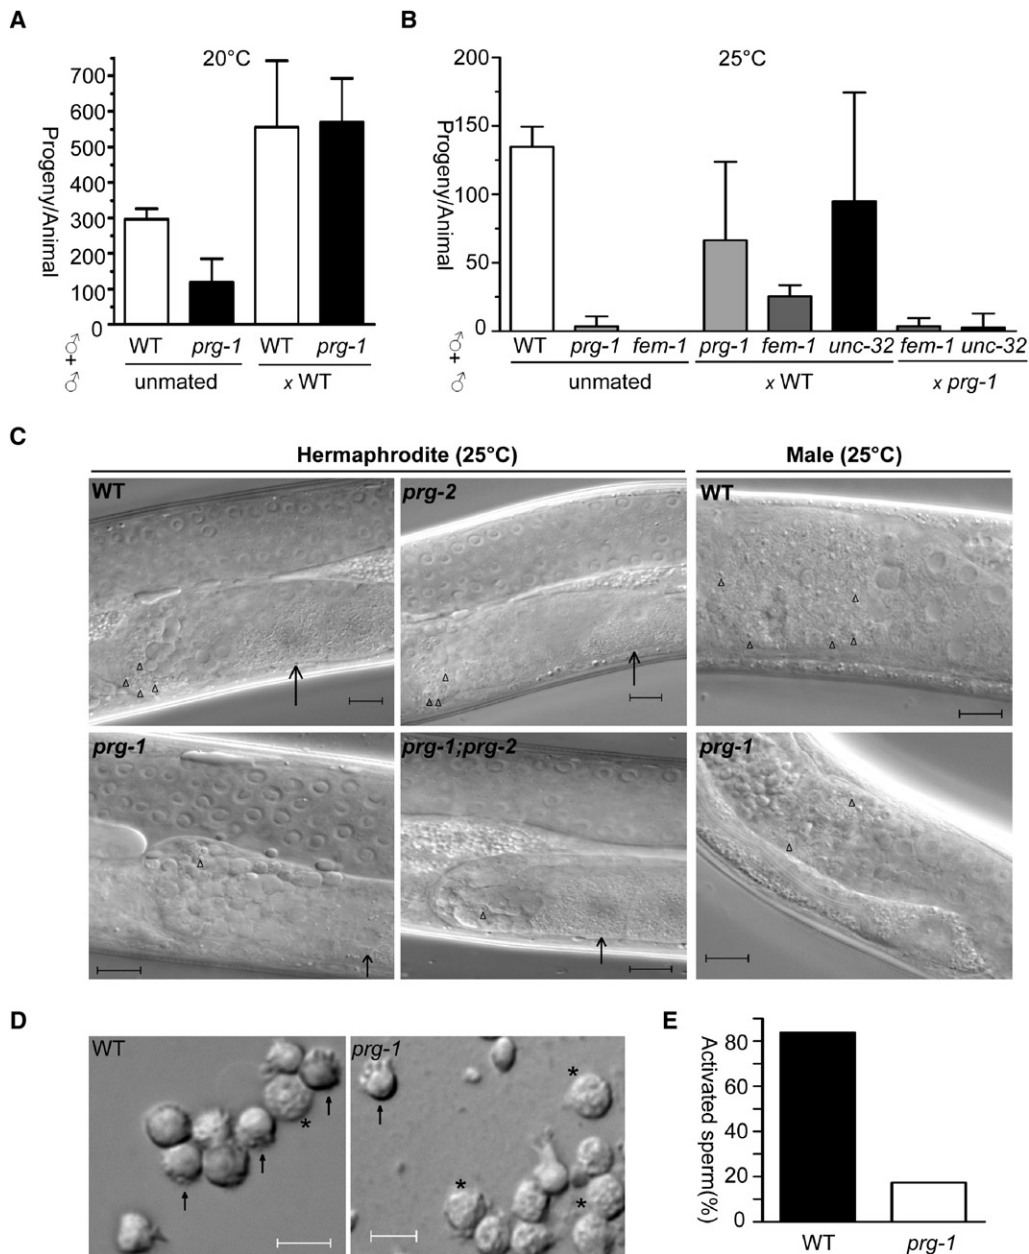 A
20°C
Progeny/Animal
700
600
500
400
300
200
100
0
♀
♂
WT prg-1 WT prg-1
unmated x WT
B
25°C
Progeny/Animal
200
150
100
50
0
♀
♂
WT prg-1 fem-1 prg-1 fem-1 unc-32 fem-1 unc-32
unmated x WT x prg-1
C
Hermaphrodite (25°C) Male (25°C)
WT prg-2 WT
prg-1 prg-1;prg-2 prg-1
D
WT prg-1
*
*
*
*
E
Activated sperm(%)
80
60
40
20
0
WT prg-1